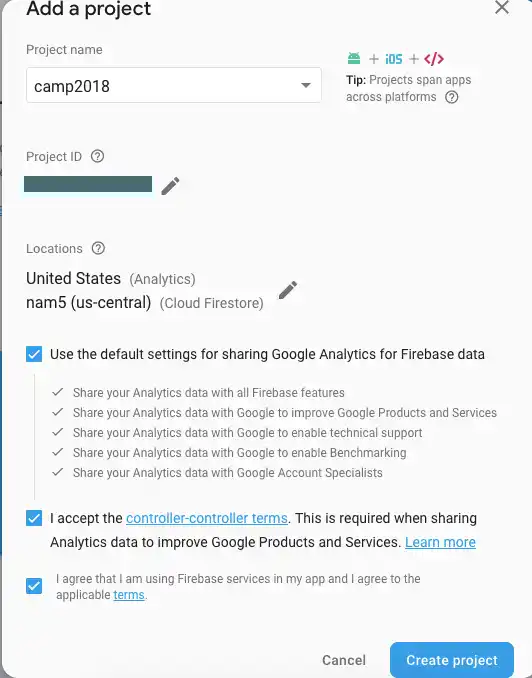 Add a project
Project name
camp2018
+ iOS + </>
Tip: Projects span apps
across platforms
Project ID
Locations
United States (Analytics)
nam5 (us-central) (Cloud Firestore)
Use the default settings for sharing Google Analytics for Firebase data
Share your Analytics data with all Firebase features
Share your Analytics data with Google to improve Google Products and Services
Share your Analytics data with Google to enable technical support
Share your Analytics data with Google to enable Benchmarking
Share your Analytics data with Google Account Specialists
I accept the controller-controller terms. This is required when sharing
Analytics data to improve Google Products and Services. Learn more
I agree that I am using Firebase services in my app and I agree to the
applicable terms.
Cancel Create project